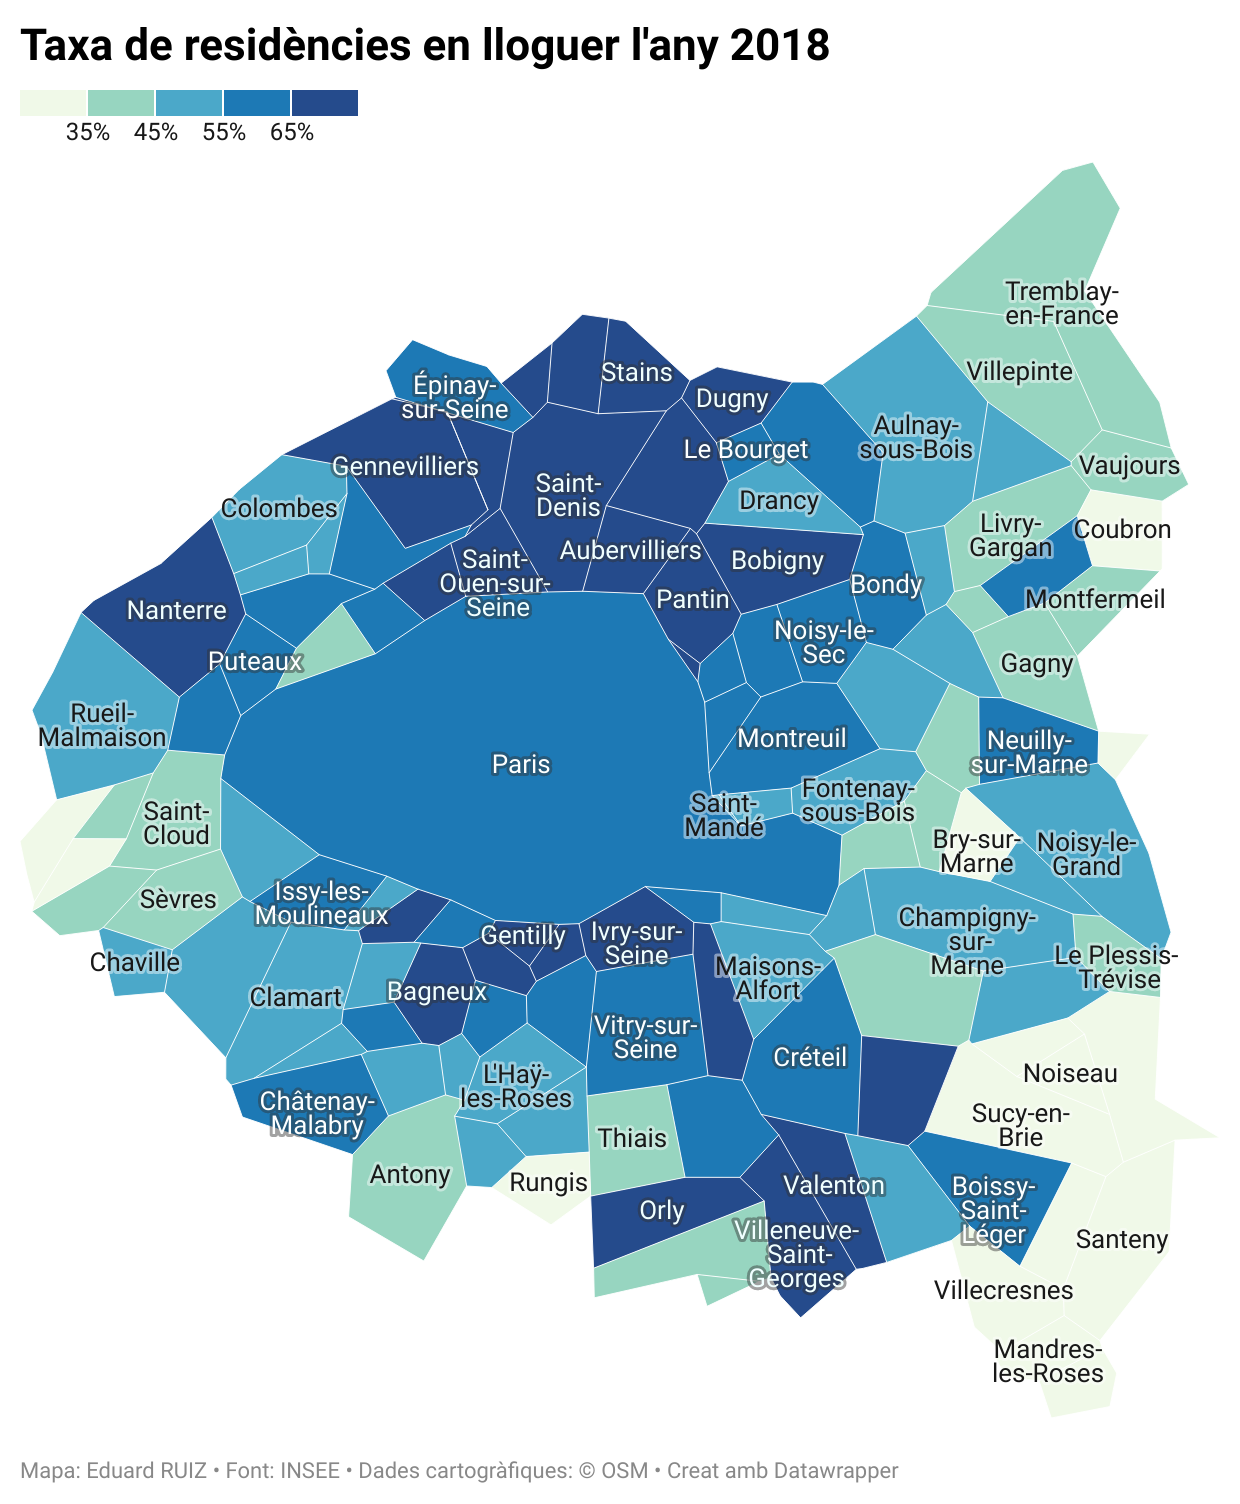 Taxa de residències en lloguer l'any 2018
35% 45% 55% 65%
Tremblay-
en-France
Villepinte
Stains
Épinay-
sur-Seine
Dugny
Aulnay-
sous-Bois
Le Bourget
Vaujours
Gennevilliers
Saint-
Denis
Drancy
Colombes
Livry-
Gargan
Coubron
Aubervilliers
Bobigny
Saint-
Ouen-sur-
Seine
Bondy
Pantin
Montfermeil
Nanterre
Noisy-le-
Sec
Puteaux
Gagny
Rueil-
Malmaison
Montreuil
Neuilly-
sur-Marne
Paris
Saint-
Mandé
Fontenay-
sous-Bois
Saint-
Cloud
Bry-sur-
Marne
Noisy-le-
Grand
Sèvres
Issy-les-
Moulineaux
Gentilly
Ivry-sur-
Seine
Champigny-
sur-
Marne
Chaville
Le Plessis-
Trévise
Maisons-
Alfort
Clamart
Bagneux
Vitry-sur-
Seine
Créteil
Noiseau
L'Haÿ-
les-Roses
Châtenay-
Malabry
Sucy-en-
Brie
Thiais
Antony
Rungis
Valenton
Boissy-
Saint-
Léger
Orly
Villeneuve-
Saint-
Georges
Santeny
Villecresnes
Mandres-
les-Roses
Mapa: Eduard RUIZ • Font: INSEE • Dades cartogràfiques: © OSM • Creat amb Datawrapper